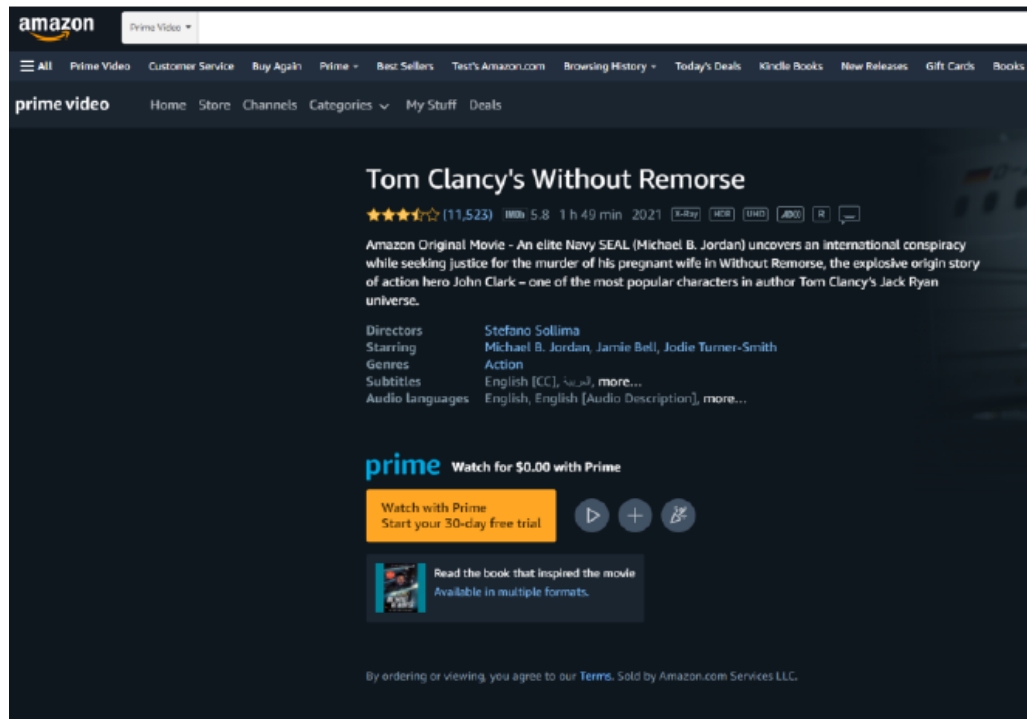 amazon
Prime Video
All Prime Video Customer Service Buy Again Prime Best Sellers Test's Amazon.com Browsing History Today's Deals Kindle Books New Releases Gift Cards Books
prime video Home Store Channels Categories My Stuff Deals
Tom Clancy's Without Remorse
(11,523) IMDb 5.8 1 h 49 min 2021 X-Ray HDR UHD R
Amazon Original Movie - An elite Navy SEAL (Michael B. Jordan) uncovers an international conspiracy
while seeking justice for the murder of his pregnant wife in Without Remorse, the explosive origin story
of action hero John Clark – one of the most popular characters in author Tom Clancy's Jack Ryan
universe.
Directors Stefano Sollima
Starring Michael B. Jordan, Jamie Bell, Jodie Turner-Smith
Genres Action
Subtitles English [CC], العربية, more...
Audio languages English, English [Audio Description], more...
prime Watch for $0.00 with Prime
Watch with Prime
Start your 30-day free trial
Read the book that inspired the movie
Available in multiple formats.
By ordering or viewing, you agree to our Terms. Sold by Amazon.com Services LLC.